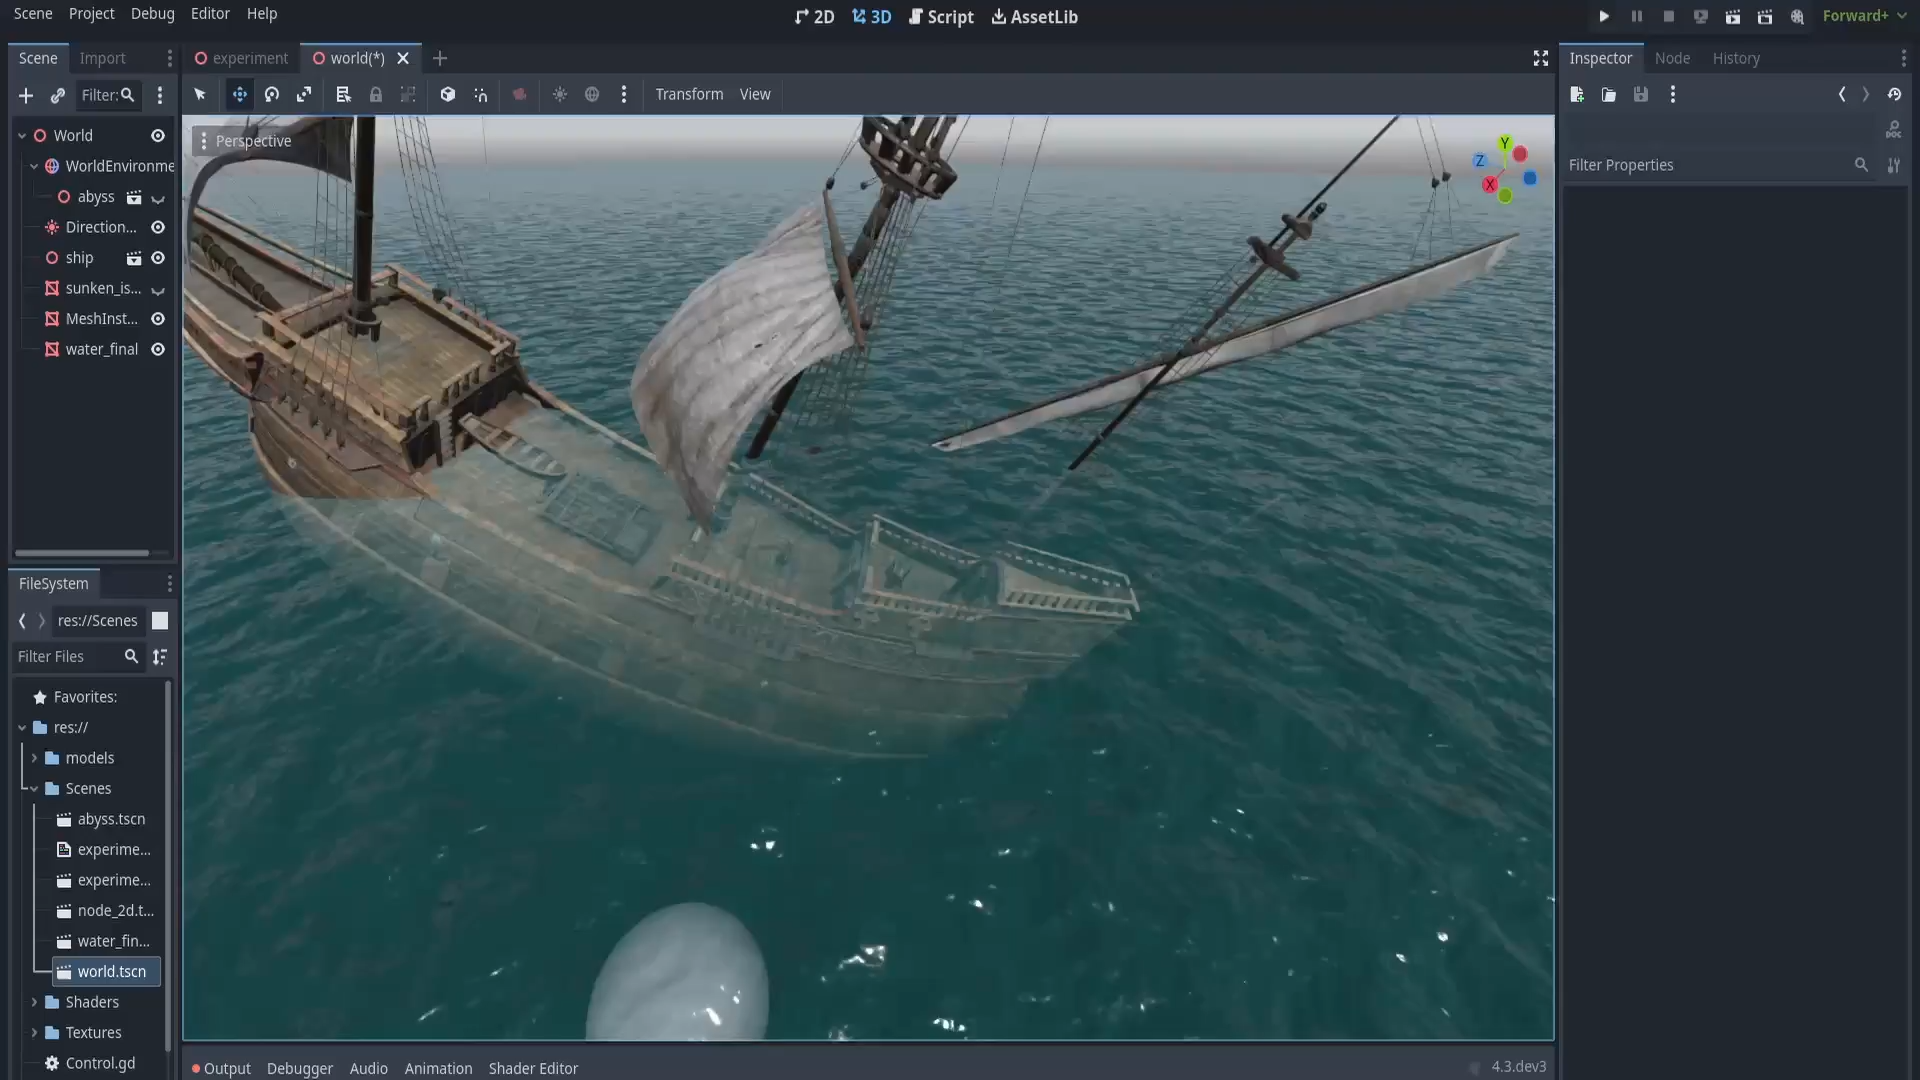 Scene Project Debug Editor Help
2D 3D Script AssetLib
Forward+
Scene Import
experiment world(*)
Inspector Node History
Filter:
Transform View
World
Perspective
Y
Z
X
DOC
WorldEnvironme
Filter Properties
abyss
Direction...
ship
sunken_is...
MeshInst...
water_final
FileSystem
res://Scenes
Filter Files
Favorites:
res://
models
Scenes
abyss.tscn
experime...
experime...
node_2d.t...
water_fin...
world.tscn
Shaders
Textures
Control.gd
Output Debugger Audio Animation Shader Editor
4.3.dev3